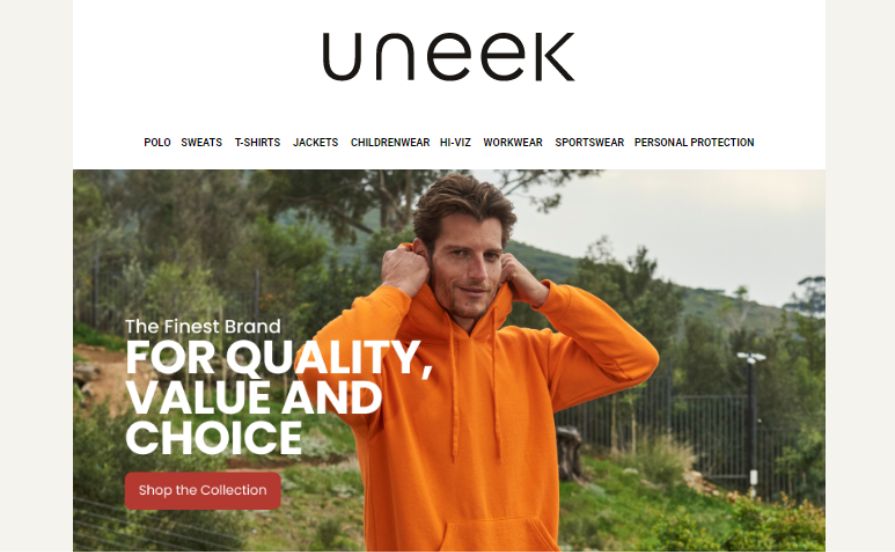 uneek
POLO SWEATS T-SHIRTS JACKETS CHILDRENWEAR HI-VIZ WORKWEAR SPORTSWEAR PERSONAL PROTECTION
The Finest Brand
FOR QUALITY,
VALUE AND
CHOICE
Shop the Collection